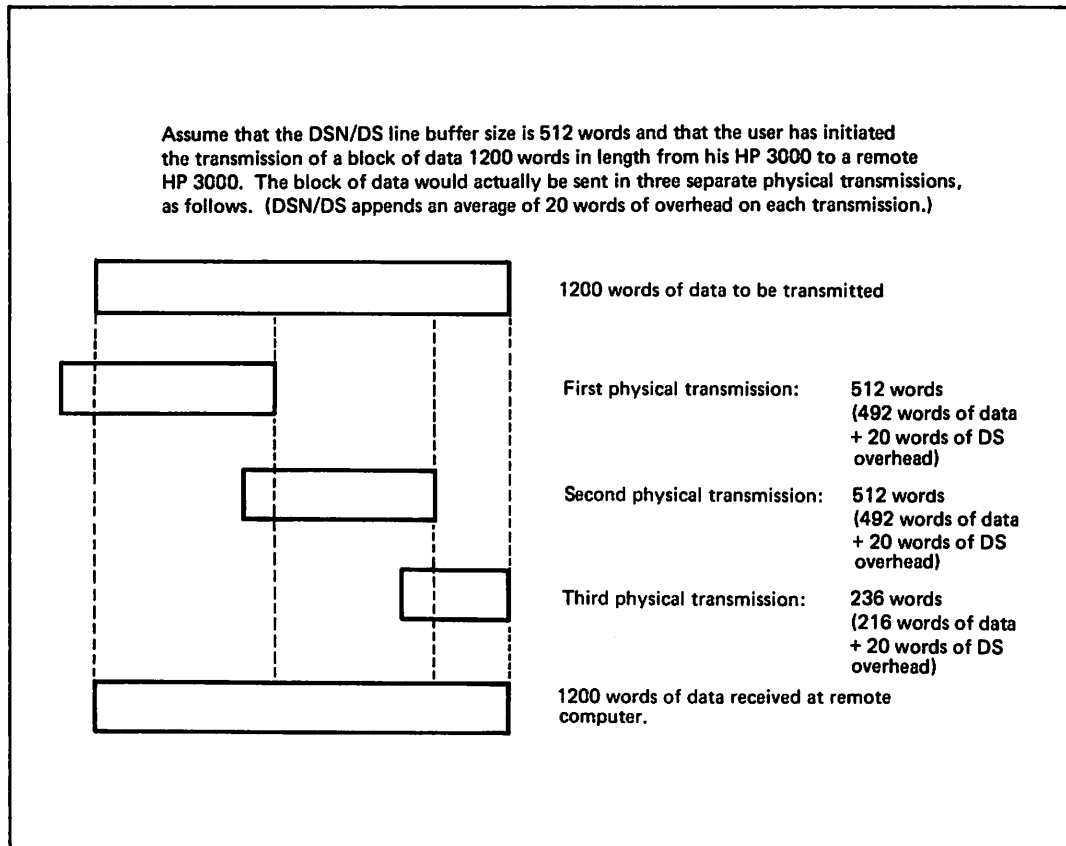 Assume that the DSN/DS line buffer size is 512 words and that the user has initiated
the transmission of a block of data 1200 words in length from his HP 3000 to a remote
HP 3000. The block of data would actually be sent in three separate physical transmissions,
as follows. (DSN/DS appends an average of 20 words of overhead on each transmission.)
1200 words of data to be transmitted
First physical transmission: 512 words
(492 words of data
+ 20 words of DS
overhead)
Second physical transmission: 512 words
(492 words of data
+ 20 words of DS
overhead)
Third physical transmission: 236 words
(216 words of data
+ 20 words of DS
overhead)
1200 words of data received at remote
computer.